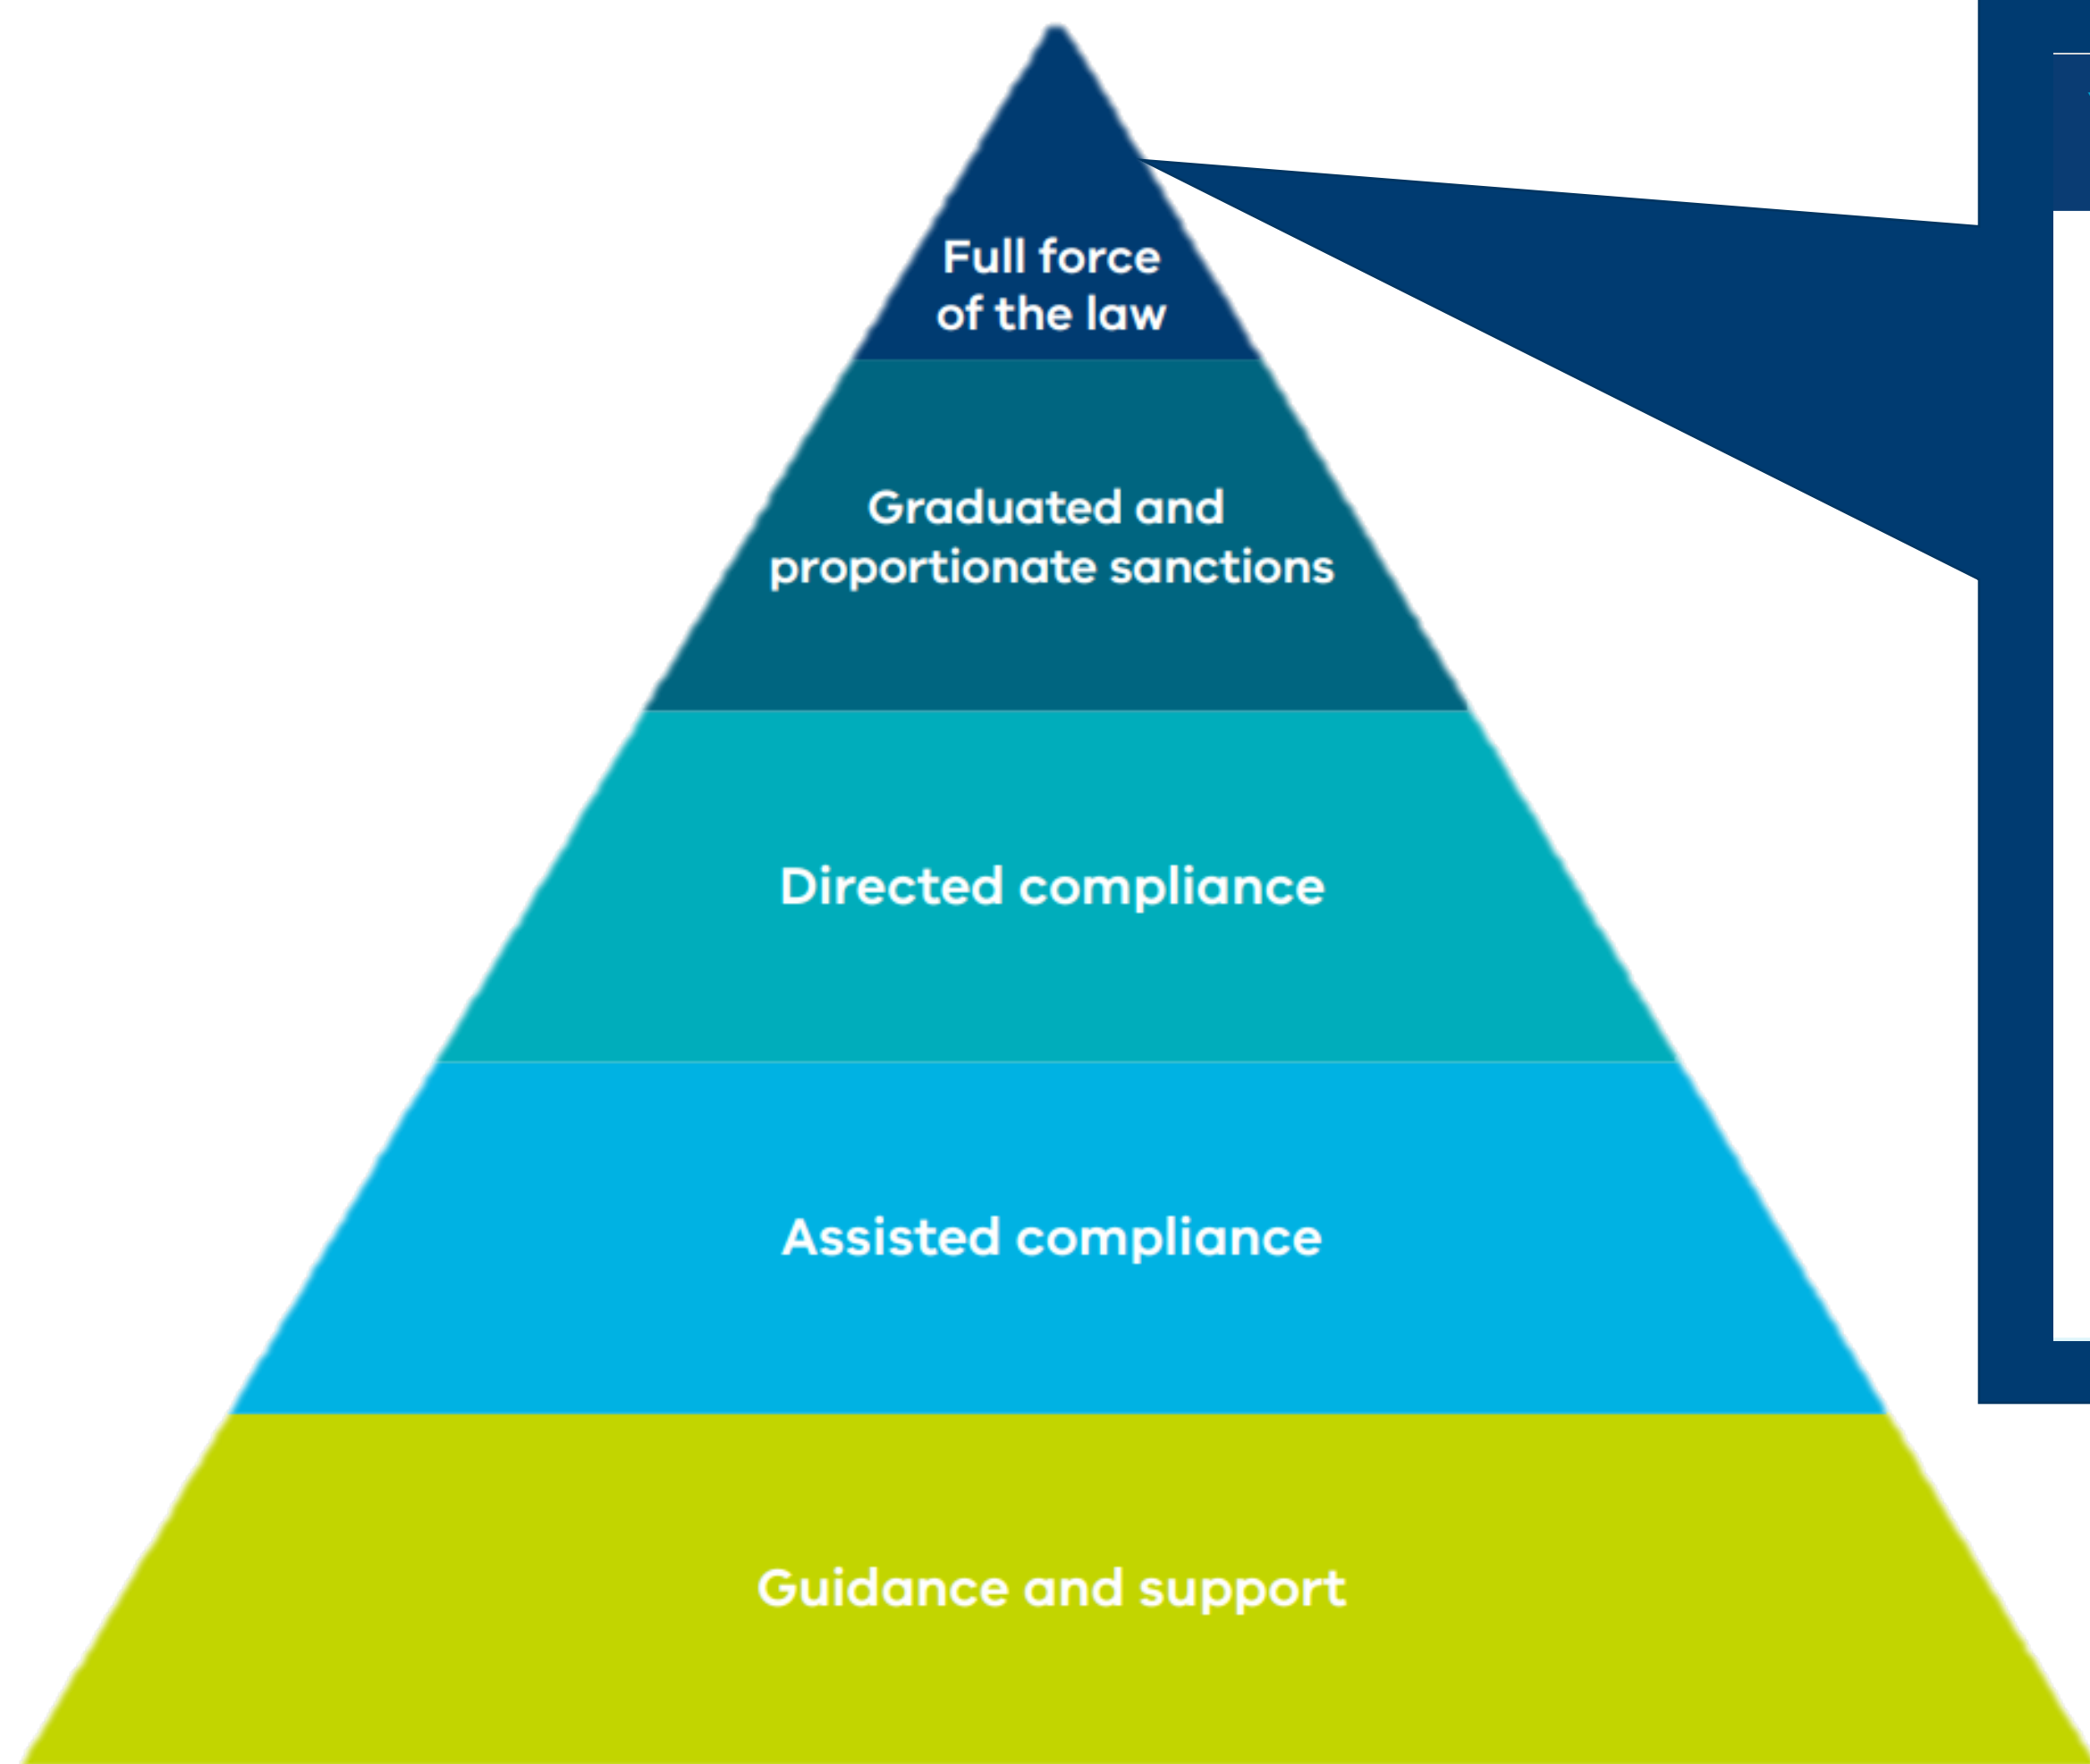 Full force
of the law
Graduated and
proportionate sanctions
Directed compliance
Assisted compliance
Guidance and support